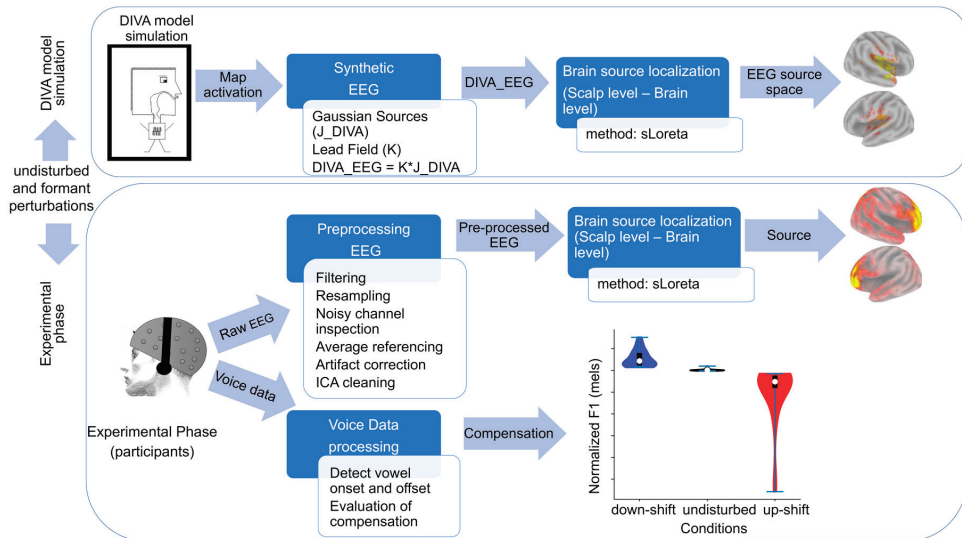 DIVA model
simulation
DIVA model
simulation
undisturbed
and formant
perturbations
Experimental
phase
Map
activation
Synthetic
EEG
Gaussian Sources
(J_DIVA)
Lead Field (K)
DIVA_EEG = K*J_DIVA
DIVA_EEG
Brain source localization
(Scalp level – Brain
level)
method: sLoreta
EEG source
space
Raw EEG
Voice data
Experimental Phase
(participants)
Preprocessing
EEG
Filtering
Resampling
Noisy channel
inspection
Average referencing
Artifact correction
ICA cleaning
Pre-processed
EEG
Brain source localization
(Scalp level – Brain
level)
method: sLoreta
Source
Voice Data
processing
Detect vowel
onset and offset
Evaluation of
compensation
Compensation
Normalized F1 (mels)
down-shift undisturbed up-shift
Conditions